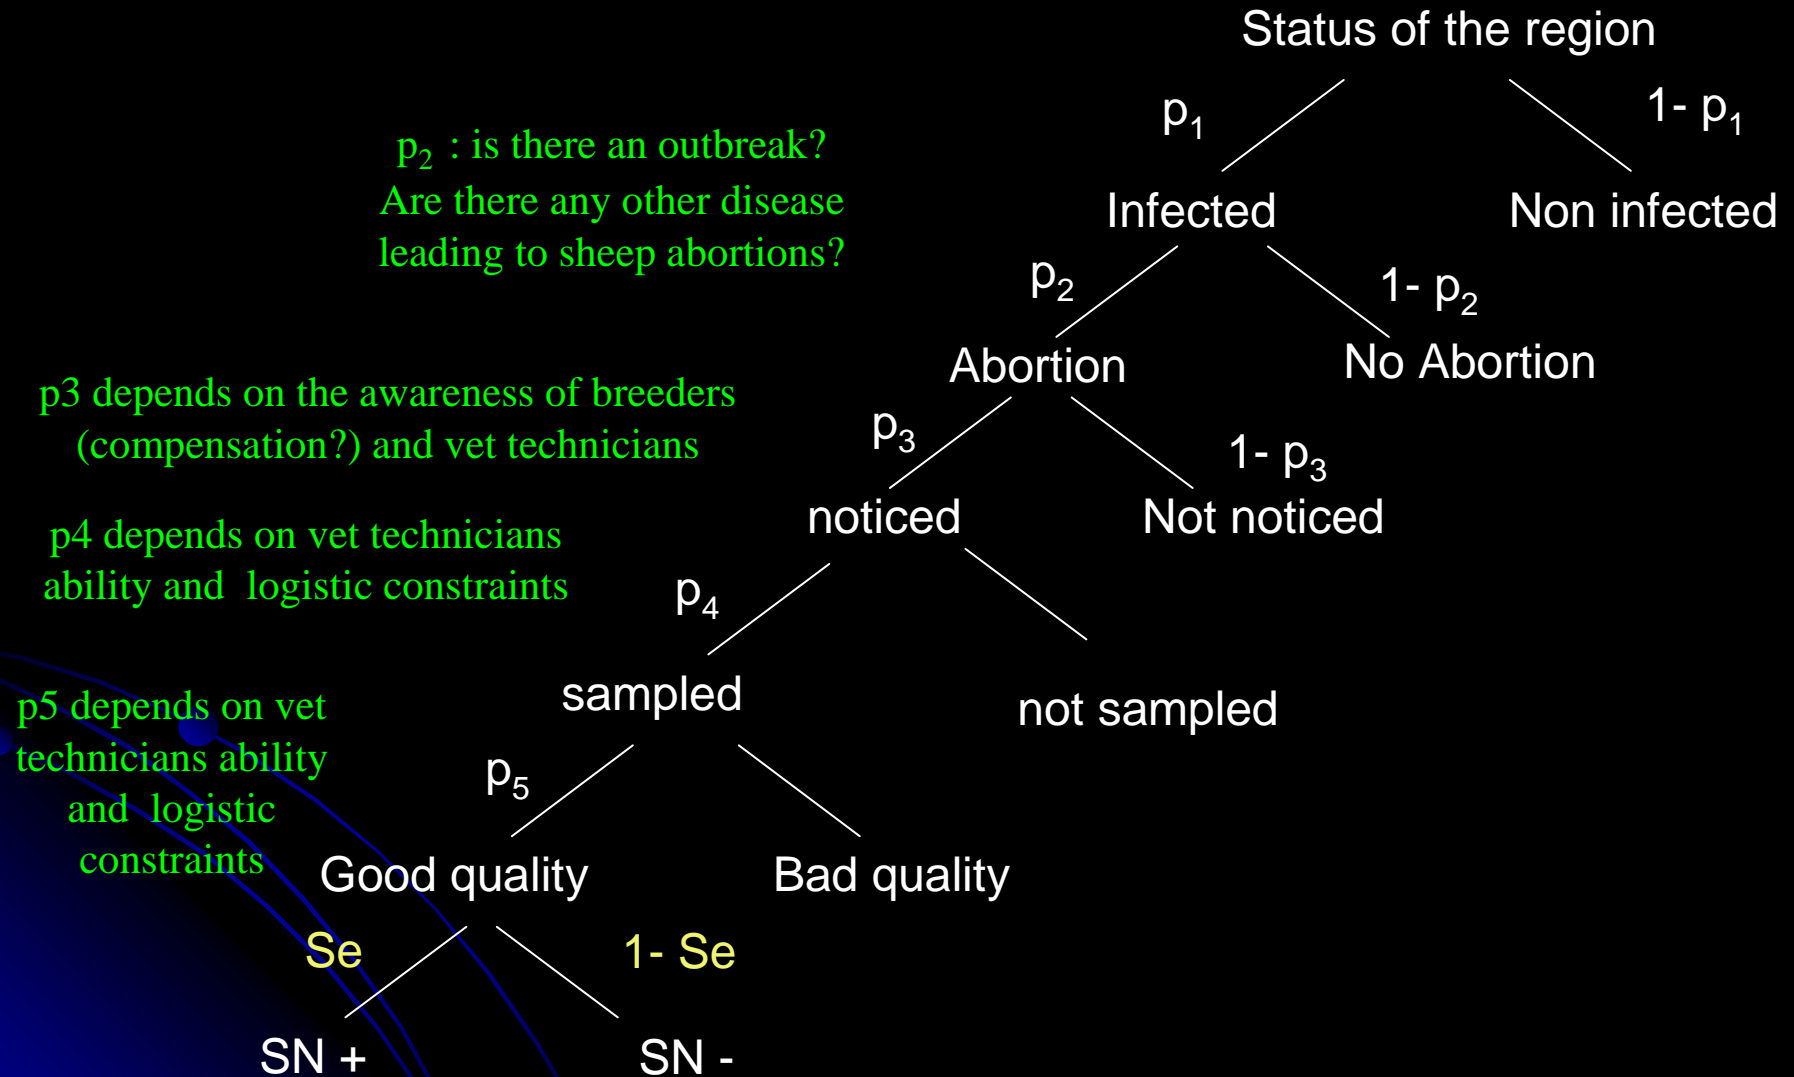 Status of the region
p₁
1- p₁
p₂ : is there an outbreak?
Are there any other disease
leading to sheep abortions?
Infected
Non infected
p₂
1- p₂
Abortion
No Abortion
p3 depends on the awareness of breeders
(compensation?) and vet technicians
p₃
1- p₃
noticed
Not noticed
p4 depends on vet technicians
ability and logistic constraints
p₄
sampled
not sampled
p5 depends on vet
technicians ability
and logistic
constraints
p₅
Good quality
Bad quality
Se
1- Se
SN +
SN -